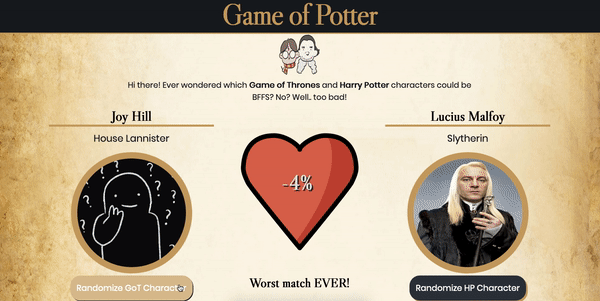 Game of Potter
Hi there! Ever wondered which Game of Thrones and Harry Potter characters could be
BFFS? No? Well.. too bad!
Joy Hill
House Lannister
Lucius Malfoy
Slytherin
-4%
? ? ? ? ? ? ?
Randomize GoT Character
Worst match EVER!
Randomize HP Character